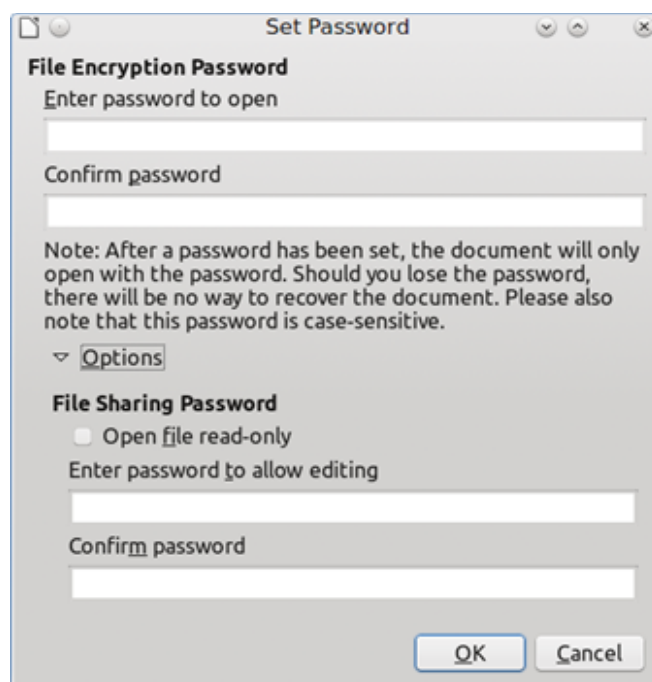 Set Password
File Encryption Password
Enter password to open
Confirm password
Note: After a password has been set, the document will only
open with the password. Should you lose the password,
there will be no way to recover the document. Please also
note that this password is case-sensitive.
Options
File Sharing Password
Open file read-only
Enter password to allow editing
Confirm password
OK Cancel